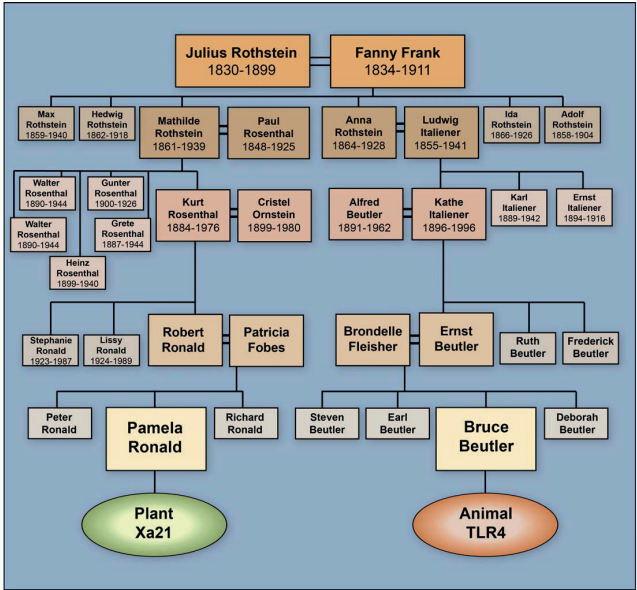 Julius Rothstein
1830-1899
Fanny Frank
1834-1911
Max
Rothstein
1859-1940
Hedwig
Rothstein
1862-1918
Mathilde
Rothstein
1861-1939
Paul
Rosenthal
1848-1925
Anna
Rothstein
1864-1928
Ludwig
Italiener
1855-1941
Ida
Rothstein
1866-1926
Adolf
Rothstein
1858-1904
Walter
Rosenthal
1890-1944
Gunter
Rosenthal
1900-1926
Walter
Rosenthal
1890-1944
Grete
Rosenthal
1887-1944
Heinz
Rosenthal
1899-1940
Kurt
Rosenthal
1884-1976
Cristel
Ornstein
1899-1980
Alfred
Beutler
1891-1962
Kathe
Italiener
1896-1996
Karl
Italiener
1889-1942
Ernst
Italiener
1894-1916
Stephanie
Ronald
1923-1987
Lissy
Ronald
1924-1989
Robert
Ronald
Patricia
Fobes
Brondelle
Fleisher
Ernst
Beutler
Ruth
Beutler
Frederick
Beutler
Peter
Ronald
Pamela
Ronald
Richard
Ronald
Steven
Beutler
Earl
Beutler
Bruce
Beutler
Deborah
Beutler
Plant
Xa21
Animal
TLR4